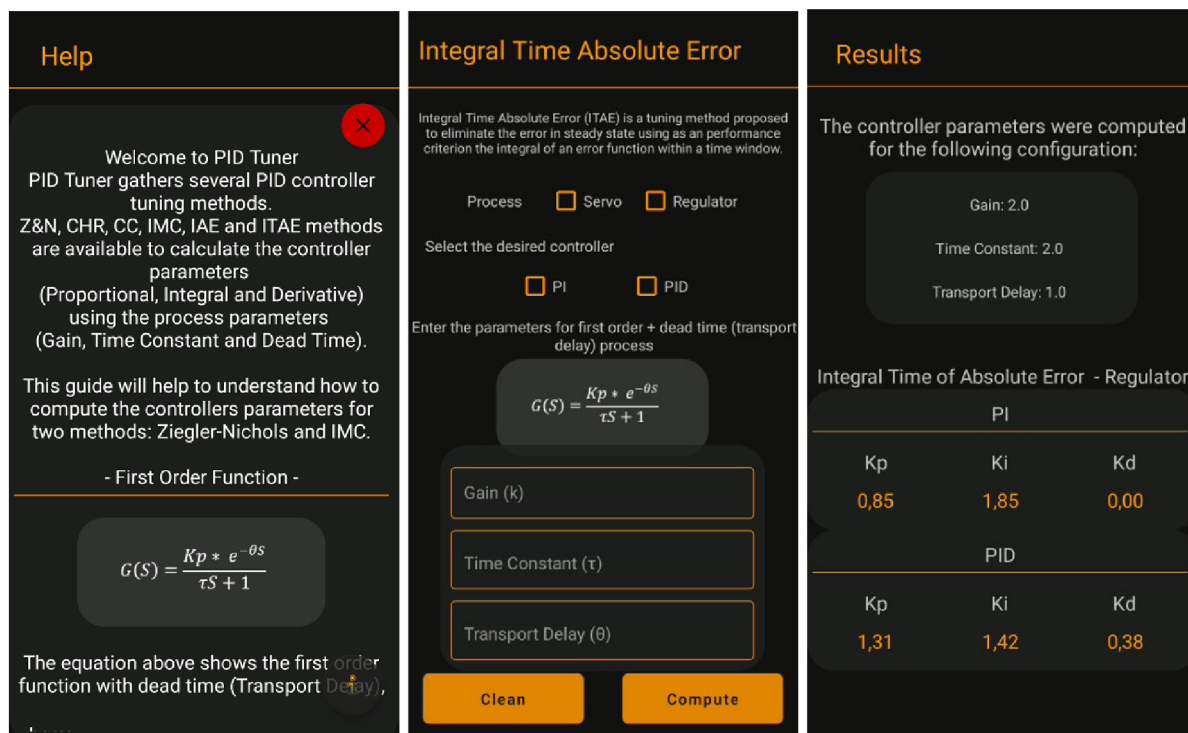 Help
Welcome to PID Tuner
PID Tuner gathers several PID controller
tuning methods.
Z&N, CHR, CC, IMC, IAE and ITAE methods
are available to calculate the controller
parameters
(Proportional, Integral and Derivative)
using the process parameters
(Gain, Time Constant and Dead Time).
This guide will help to understand how to
compute the controllers parameters for
two methods: Ziegler-Nichols and IMC.
- First Order Function -
G(S) = Kp * e^{-θS} / τS + 1
The equation above shows the first order
function with dead time (Transport Delay),
Integral Time Absolute Error
Integral Time Absolute Error (ITAE) is a tuning method proposed
to eliminate the error in steady state using as an performance
criterion the integral of an error function within a time window.
Process Servo Regulator
Select the desired controller
PI PID
Enter the parameters for first order + dead time (transport
delay) process
G(S) = Kp * e^{-θS} / τS + 1
Gain (k)
Time Constant (τ)
Transport Delay (θ)
Clean Compute
Results
The controller parameters were computed
for the following configuration:
Gain: 2.0
Time Constant: 2.0
Transport Delay: 1.0
Integral Time of Absolute Error - Regulator
PI
Kp Ki Kd
0,85 1,85 0,00
PID
Kp Ki Kd
1,31 1,42 0,38